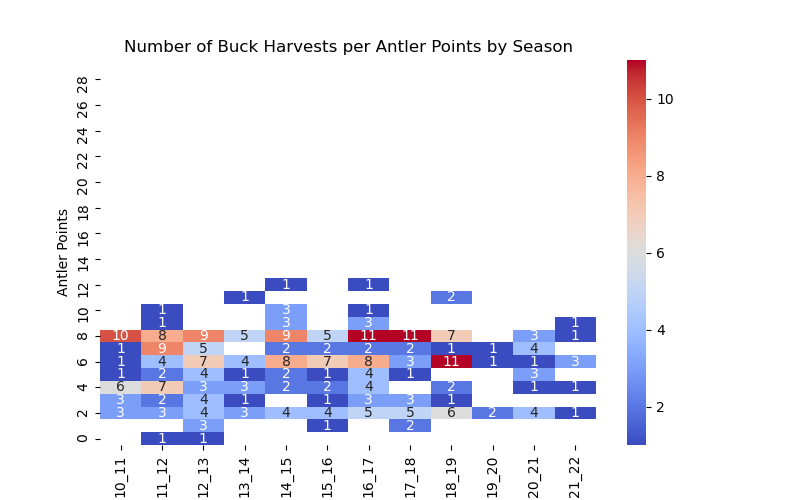 Number of Buck Harvests per Antler Points by Season
Antler Points
28
26
24
22
20
18
16
14
12 1 1
1 2
10 1 3 1
1 3 3 1
8 10 8 9 5 9 5 11 11 7 3 1
1 9 5 2 2 2 2 1 1 4
6 1 4 7 4 8 7 8 3 11 1 1 3
1 2 4 1 2 1 4 1 3
4 6 7 3 3 2 2 4 2 1 1
3 2 4 1 1 3 3 1
2 3 3 4 3 4 4 5 5 6 2 4 1
3 1 2
0 1 1
10_11 11_12 12_13 13_14 14_15 15_16 16_17 17_18 18_19 19_20 20_21 21_22
10
8
6
4
2